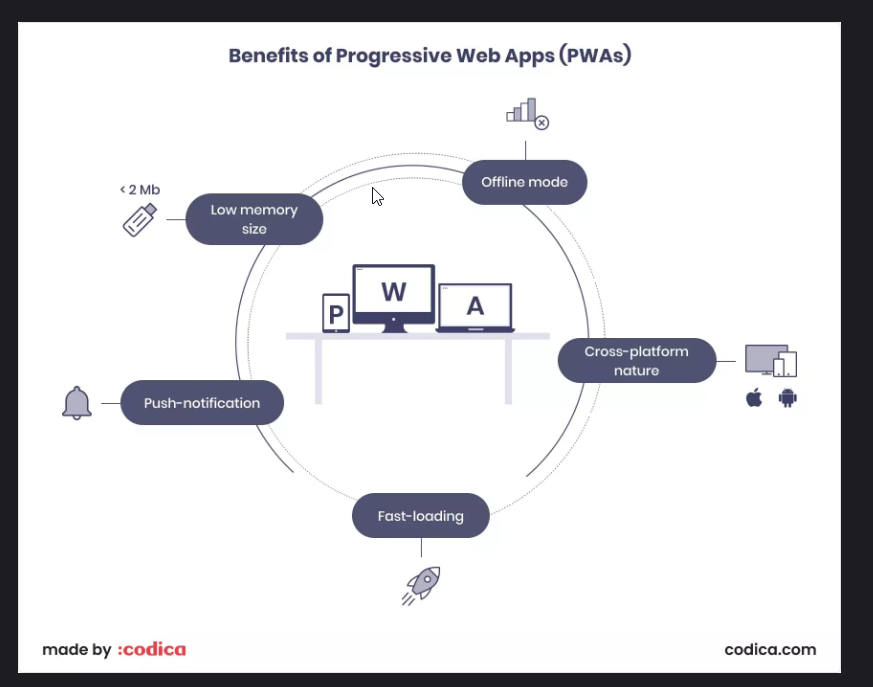 Benefits of Progressive Web Apps (PWAs)
Offline mode
< 2 Mb
Low memory
size
P
W
A
Cross-platform
nature
Push-notification
Fast-loading
made by :codica
codica.com